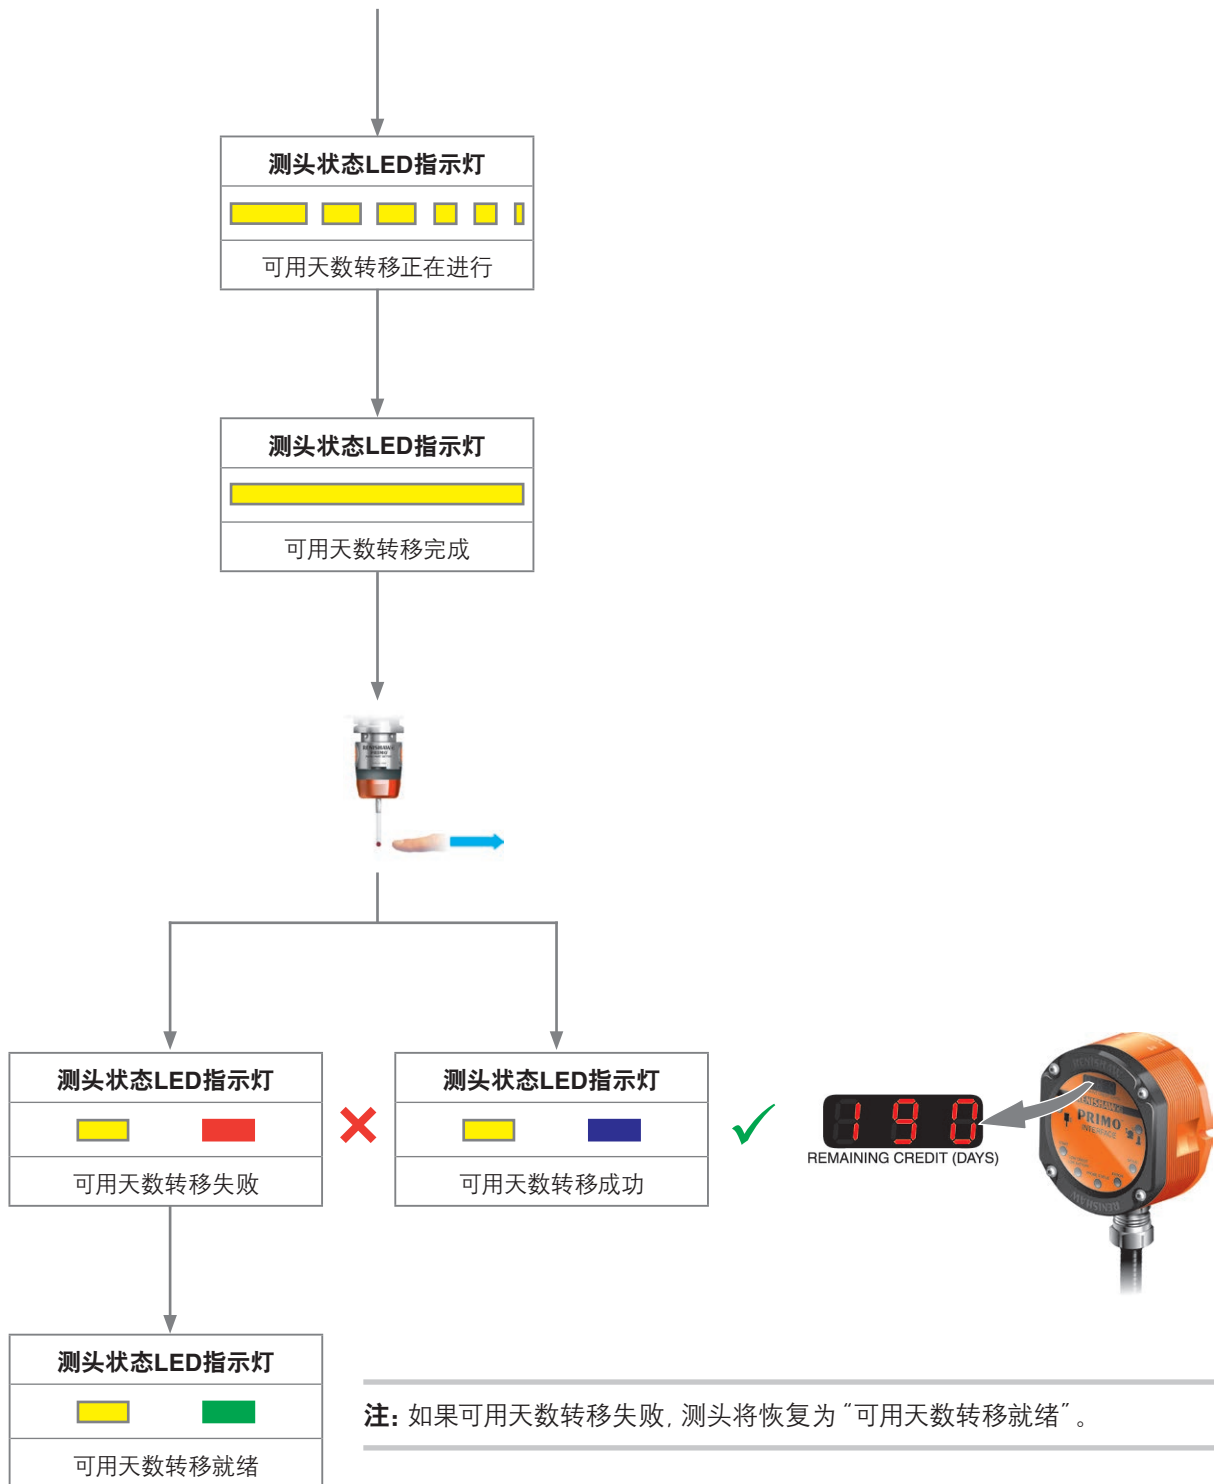 测头状态LED指示灯
可用天数转移正在进行
测头状态LED指示灯
可用天数转移完成
RENISHAW
PRIMO
测头状态LED指示灯
可用天数转移失败
测头状态LED指示灯
可用天数转移成功
190
REMAINING CREDIT (DAYS)
RENISHAW
RENISHAW
PRIMO
INTERFACE
RENISHAW
测头状态LED指示灯
可用天数转移就绪
注: 如果可用天数转移失败, 测头将恢复为“可用天数转移就绪”。